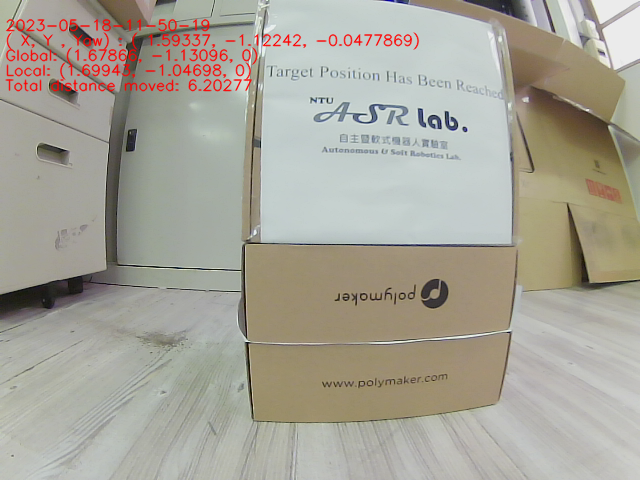 2023-05-18-11-50-19
( X, Y , Yaw) : ( 1.59337, -1.12242, -0.0477869)
Global: (1.67866, -1.13096, 0)
Local: (1.69943, -1.04698, 0)
Total distance moved: 6.20277
Target Position Has Been Reached
NTU
ASR Lab.
自主暨軟式機器人實驗室
Autonomous & Soft Robotics Lab.
polymaker
www.polymaker.com